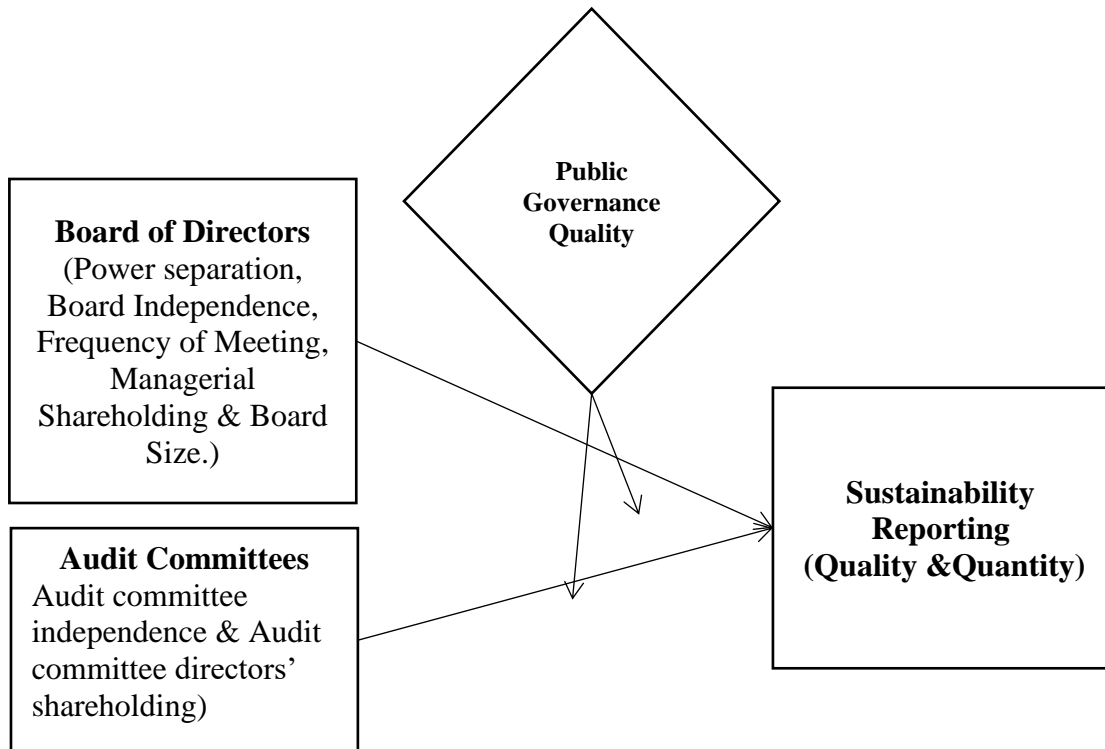 Public
Governance
Quality
Board of Directors
(Power separation,
Board Independence,
Frequency of Meeting,
Managerial
Shareholding & Board
Size.)
Audit Committees
Audit committee
independence & Audit
committee directors’
shareholding)
Sustainability
Reporting
(Quality &Quantity)